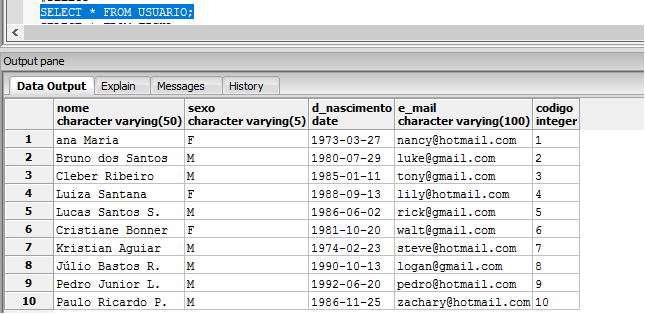 SELECT * FROM USUARIO;
Output pane
Data Output Explain Messages History
nome sexo d_nascimento e_mail codigo
character varying(50) character varying(5) date character varying(100) integer
1 ana Maria F 1973-03-27 nancy@hotmail.com 1
2 Bruno dos Santos M 1980-07-29 luke@gmail.com 2
3 Cleber Ribeiro M 1985-01-11 tony@gmail.com 3
4 Luiza Santana F 1988-09-13 lily@hotmail.com 4
5 Lucas Santos S. M 1986-06-02 rick@gmail.com 5
6 Cristiane Bonner F 1981-10-20 walt@gmail.com 6
7 Kristian Aguiar M 1974-02-23 steve@hotmail.com 7
8 Júlio Bastos R. M 1990-10-13 logan@gmail.com 8
9 Pedro Junior L. M 1992-06-20 pedro@hotmail.com 9
10 Paulo Ricardo P. M 1986-11-25 zachary@hotmail.com 10